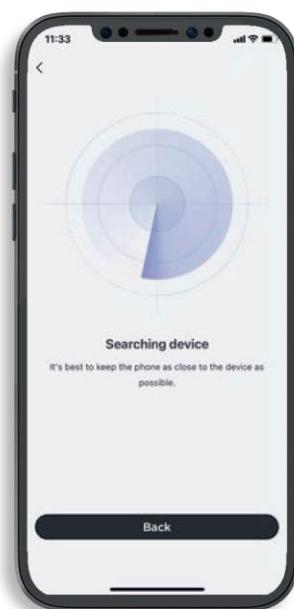 11:33
Searching device
It's best to keep the phone as close to the device as
possible.
Back